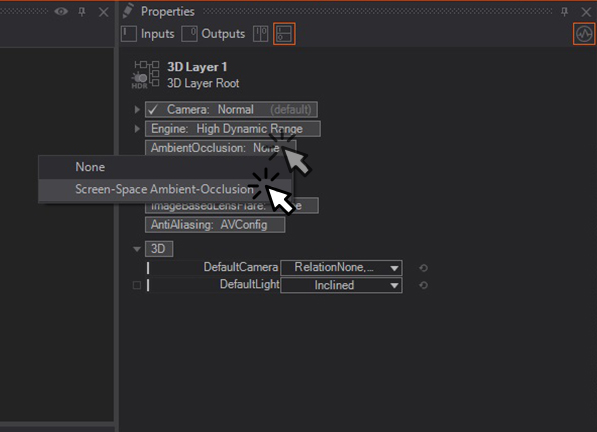 Properties
Inputs
Outputs
HDR
3D Layer 1
3D Layer Root
Camera: Normal (default)
Engine: High Dynamic Range
AmbientOcclusion: None
None
Screen-Space Ambient-Occlusion
ImageBasedLensFlare:
AntiAliasing: AVConfig
3D
DefaultCamera RelationNone,...
DefaultLight Inclined